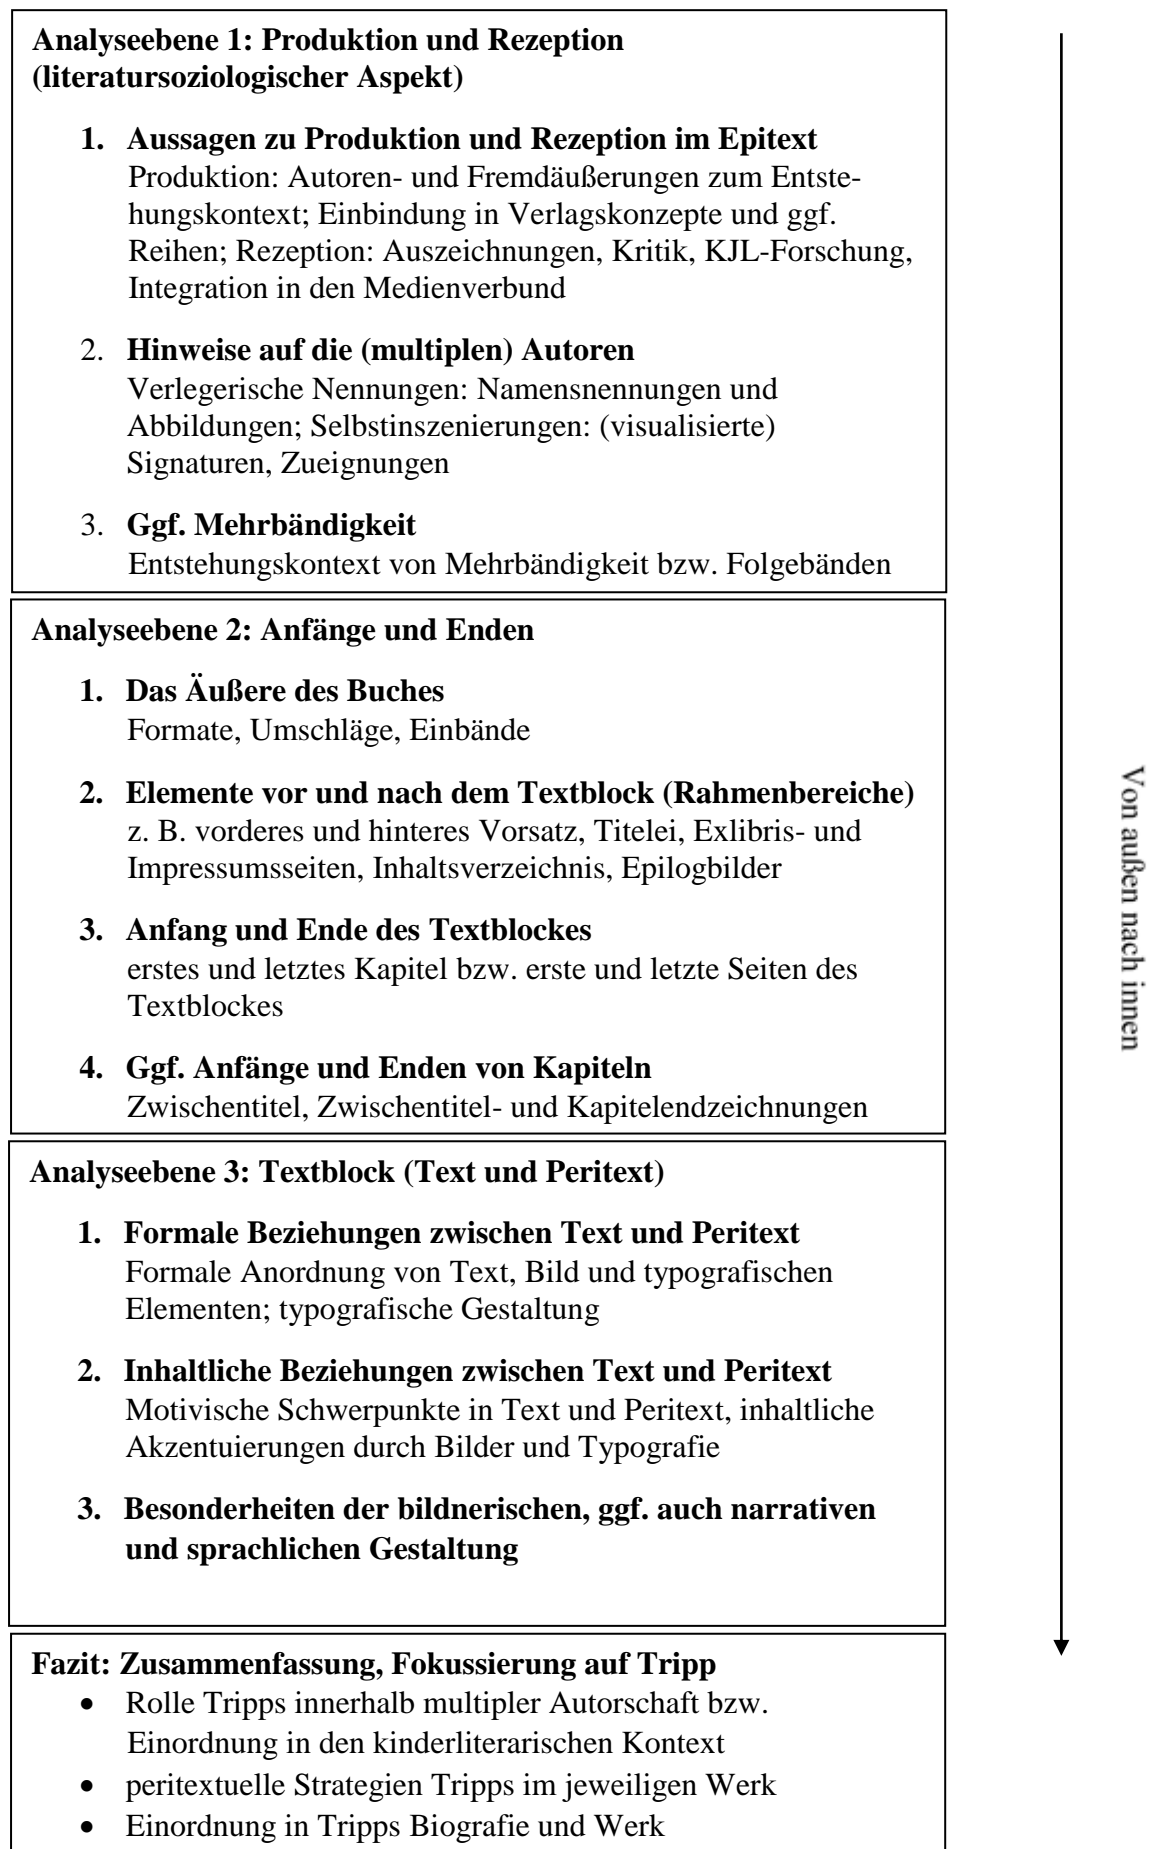 Analyseebene 1: Produktion und Rezeption
(literatursoziologischer Aspekt)
1. Aussagen zu Produktion und Rezeption im Epitext
Produktion: Autoren- und Fremdäußerungen zum Entste-
hungskontext; Einbindung in Verlagskonzepte und ggf.
Reihen; Rezeption: Auszeichnungen, Kritik, KJL-Forschung,
Integration in den Medienverbund
2. Hinweise auf die (multiplen) Autoren
Verlegerische Nennungen: Namensnennungen und
Abbildungen; Selbstinszenierungen: (visualisierte)
Signaturen, Zueignungen
3. Ggf. Mehrbändigkeit
Entstehungskontext von Mehrbändigkeit bzw. Folgebänden
Analyseebene 2: Anfänge und Enden
1. Das Äußere des Buches
Formate, Umschläge, Einbände
2. Elemente vor und nach dem Textblock (Rahmenbereiche)
z. B. vorderes und hinteres Vorsatz, Titelei, Exlibris- und
Impressumsseiten, Inhaltsverzeichnis, Epilogbilder
3. Anfang und Ende des Textblockes
erstes und letztes Kapitel bzw. erste und letzte Seiten des
Textblockes
4. Ggf. Anfänge und Enden von Kapiteln
Zwischentitel, Zwischentitel- und Kapitelendzeichnungen
Analyseebene 3: Textblock (Text und Peritext)
1. Formale Beziehungen zwischen Text und Peritext
Formale Anordnung von Text, Bild und typografischen
Elementen; typografische Gestaltung
2. Inhaltliche Beziehungen zwischen Text und Peritext
Motivische Schwerpunkte in Text und Peritext, inhaltliche
Akzentuierungen durch Bilder und Typografie
3. Besonderheiten der bildnerischen, ggf. auch narrativen
und sprachlichen Gestaltung
Fazit: Zusammenfassung, Fokussierung auf Tripp
• Rolle Tripps innerhalb multipler Autorschaft bzw.
Einordnung in den kinderliterarischen Kontext
• peritextuelle Strategien Tripps im jeweiligen Werk
• Einordnung in Tripps Biografie und Werk
Von außen nach innen